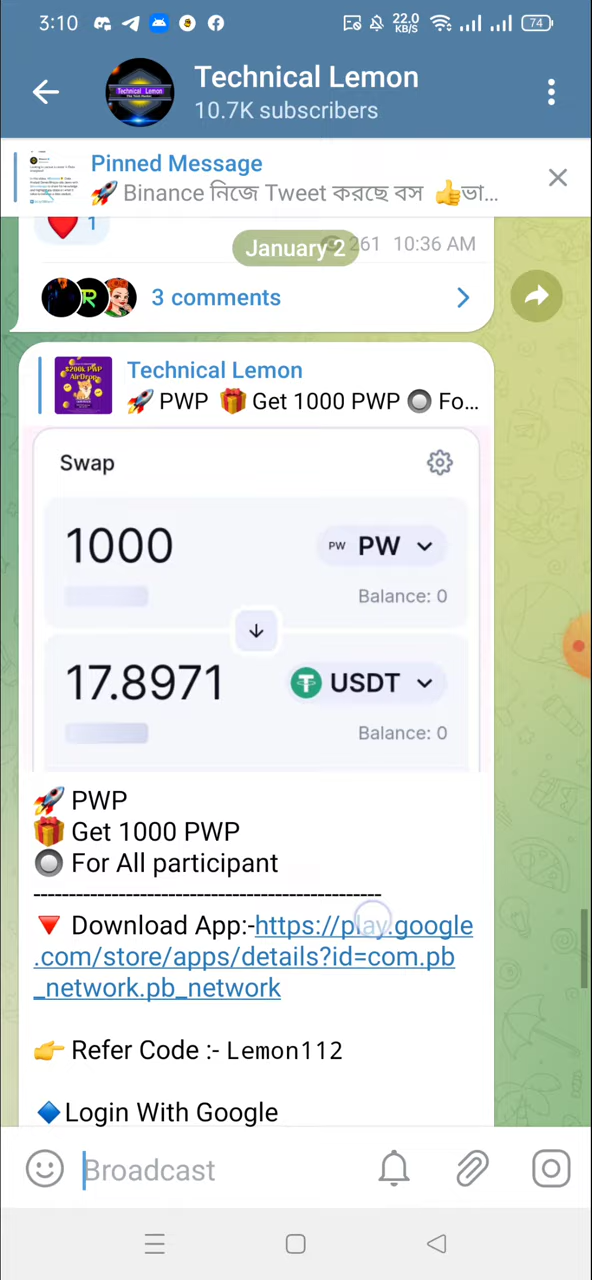 3:10
22.0
KB/S
74
Technical Lemon
10.7K subscribers
Pinned Message
🚀 Binance নিজে Tweet করছে বস 👍ভা...
1
January 2
261 10:36 AM
3 comments
Technical Lemon
🚀 PWP 🎁 Get 1000 PWP 🔘 Fo...
Swap
1000
PW PW
Balance: 0
17.8971
USDT
Balance: 0
🚀 PWP
🎁 Get 1000 PWP
🔘 For All participant
------------------------------------------------
🔻 Download App:-https://play.google
.com/store/apps/details?id=com.pb
_network.pb_network
👉 Refer Code :- Lemon112
🔷Login With Google
Broadcast